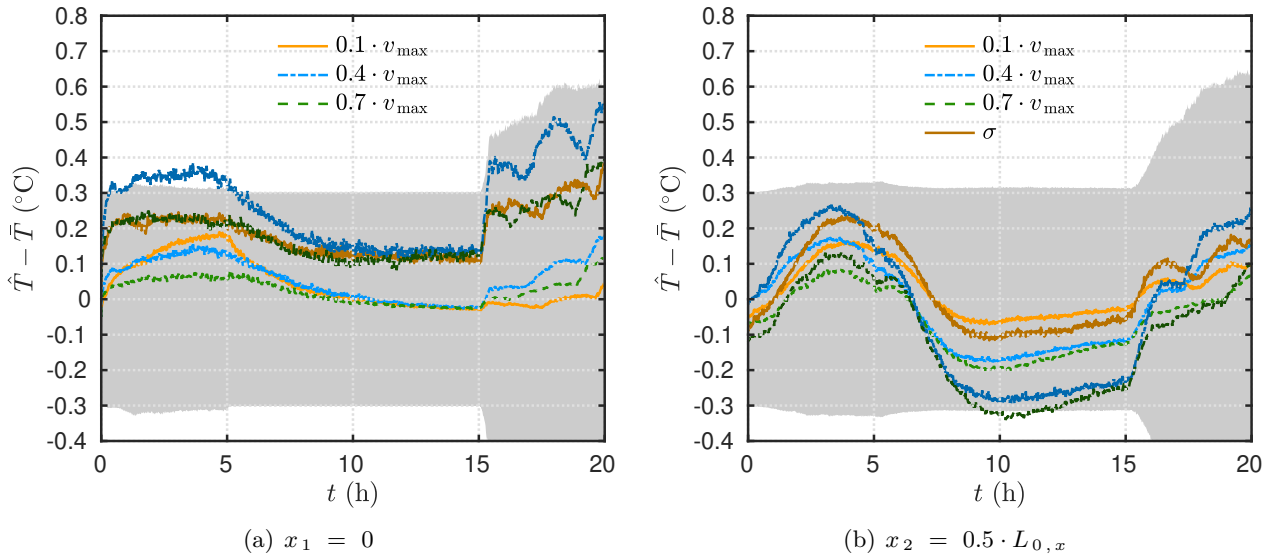 0.8
0.7
0.6
0.5
0.4
0.3
0.2
0.1
0
-0.1
-0.2
-0.3
-0.4
T̂ − T̄ (°C)
0.1 · v_max
0.4 · v_max
0.7 · v_max
0 5 10 15 20
t (h)
(a) x_1 = 0
0.8
0.7
0.6
0.5
0.4
0.3
0.2
0.1
0
-0.1
-0.2
-0.3
-0.4
T̂ − T̄ (°C)
0.1 · v_max
0.4 · v_max
0.7 · v_max
σ
0 5 10 15 20
t (h)
(b) x_2 = 0.5 · L_{0,x}